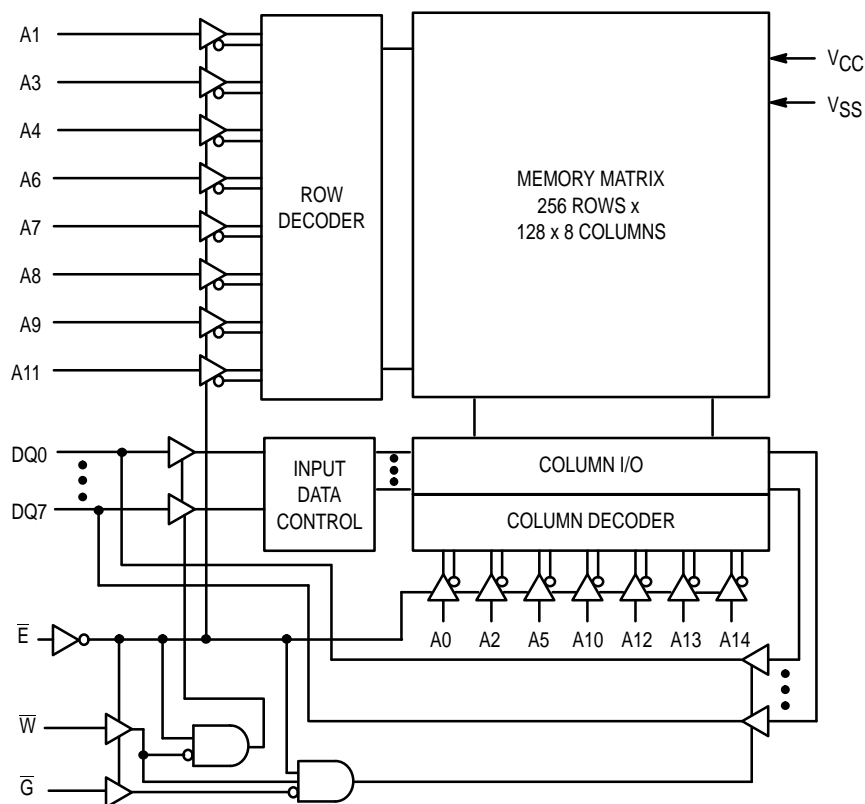 A1
A3
A4
A6
A7
A8
A9
A11
ROW
DECODER
MEMORY MATRIX
256 ROWS x
128 x 8 COLUMNS
VCC
VSS
DQ0
DQ7
INPUT
DATA
CONTROL
COLUMN I/O
COLUMN DECODER
A0 A2 A5 A10 A12 A13 A14
E̅
W̅
G̅